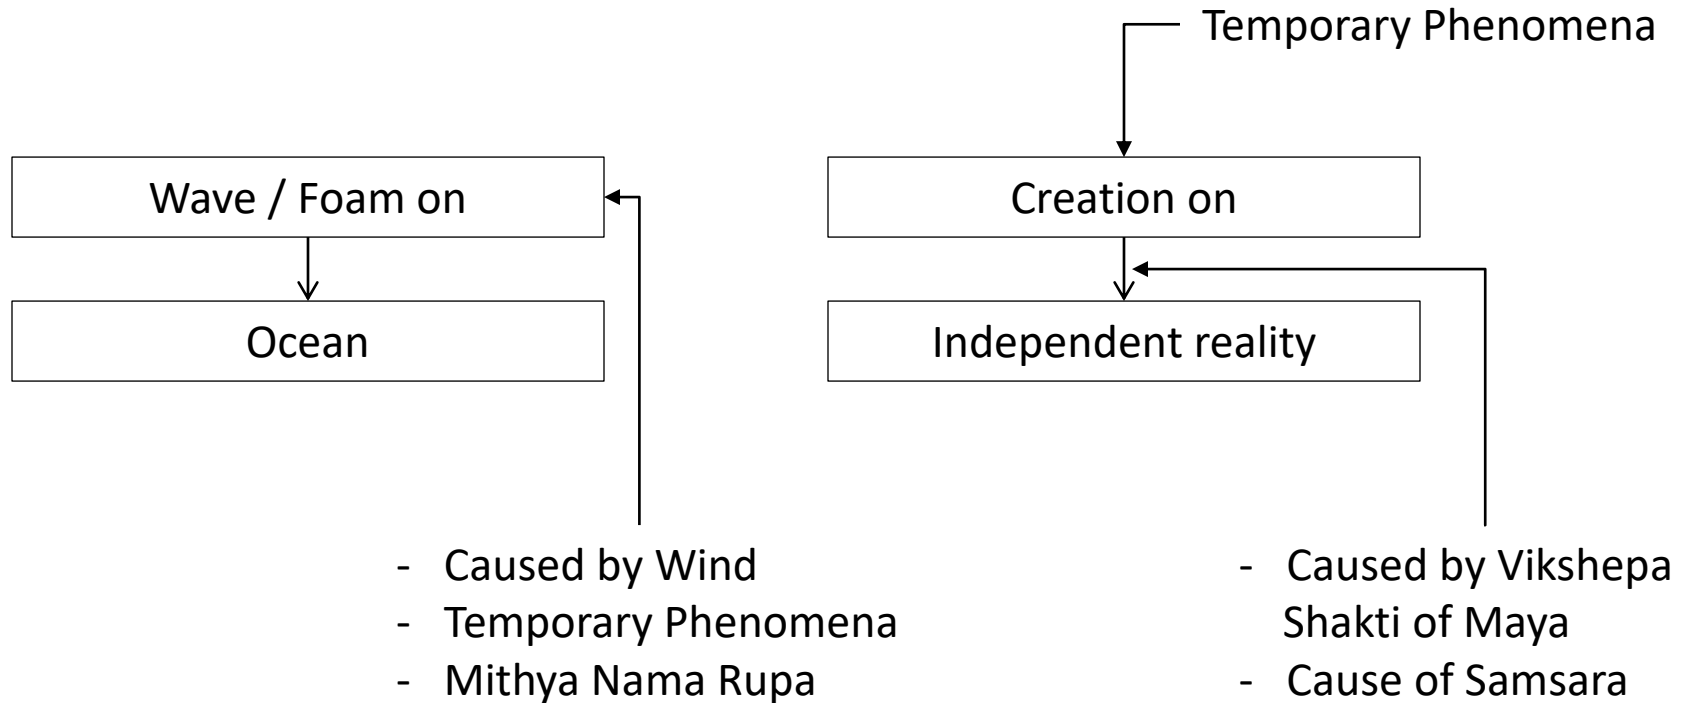 Temporary Phenomena
Wave / Foam on
Ocean
Creation on
Independent reality
- Caused by Wind
- Temporary Phenomena
- Mithya Nama Rupa
- Caused by Vikshepa
Shakti of Maya
- Cause of Samsara